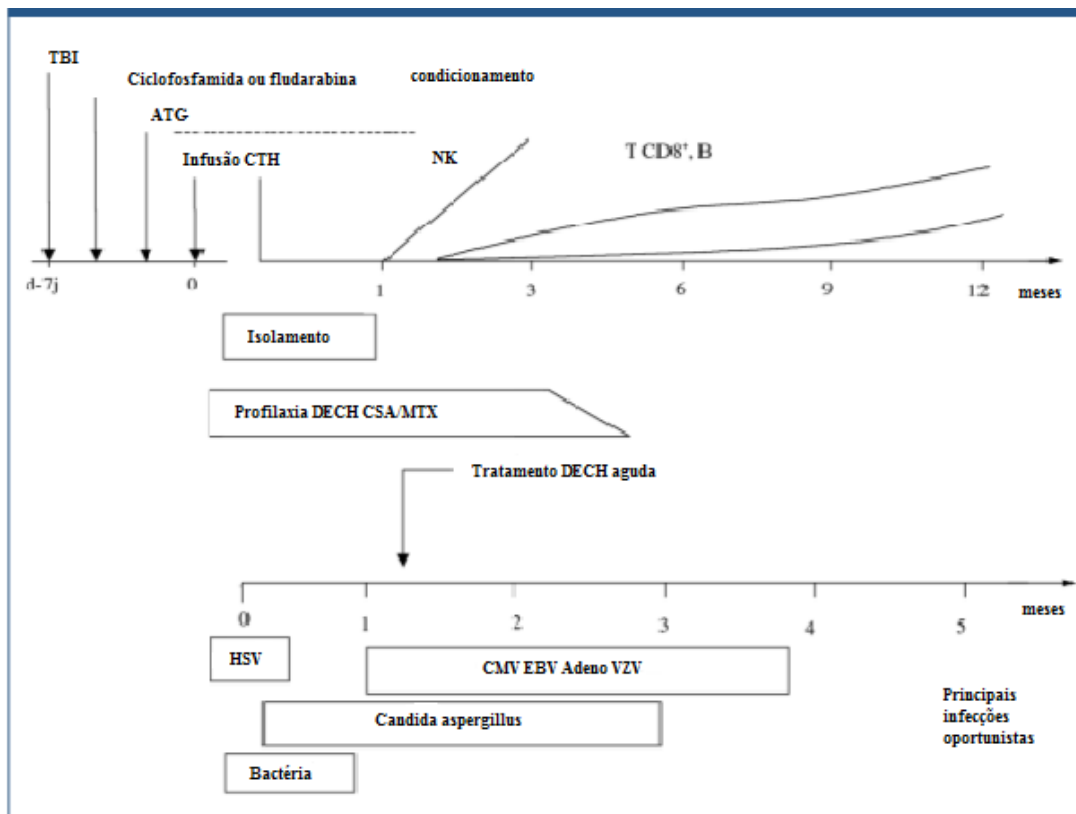 TBI
Ciclofosfamida ou fludarabina
condicionamento
ATG
Infusão CTH
NK
T CD8⁺, B
d-7j
0
1
3
6
9
12
meses
Isolamento
Profilaxia DECH CSA/MTX
Tratamento DECH aguda
0
1
2
3
4
5
meses
HSV
CMV EBV Adeno VZV
Candida aspergillus
Bactéria
Principais
infecções
oportunistas